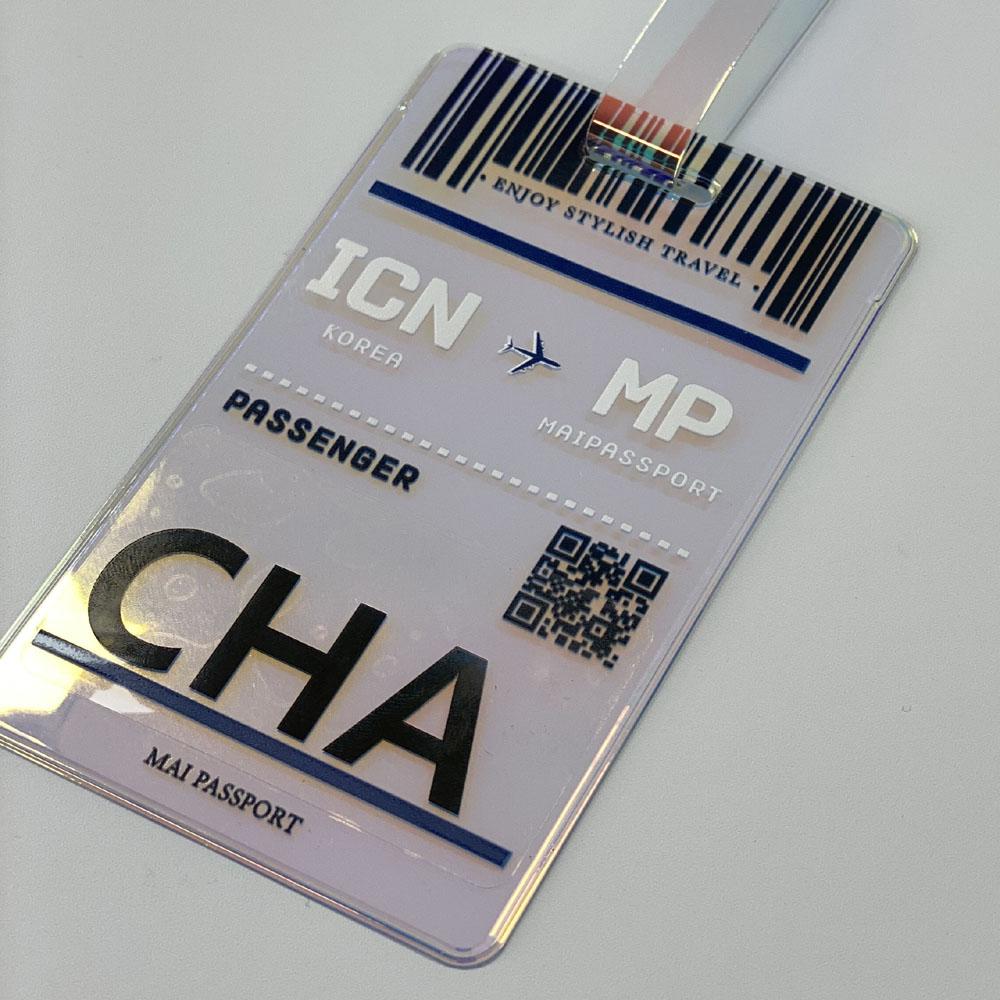 · ENJOY STYLISH TRAVEL ·
ICN
KOREA
MP
MAIPASSPORT
PASSENGER
CHA
MAI PASSPORT